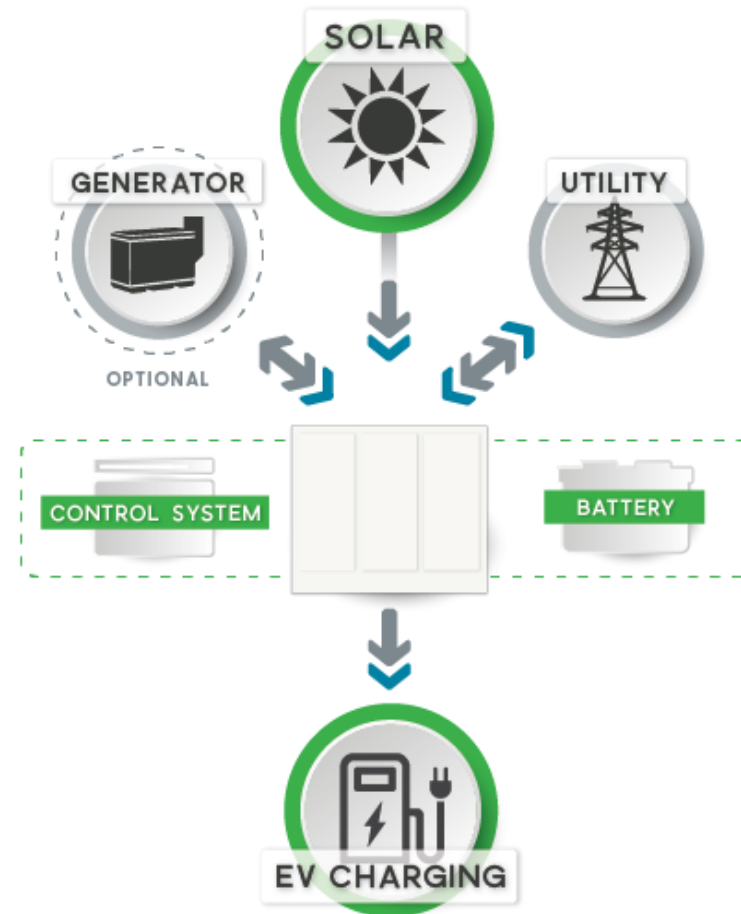 SOLAR
GENERATOR
UTILITY
OPTIONAL
CONTROL SYSTEM
BATTERY
EV CHARGING